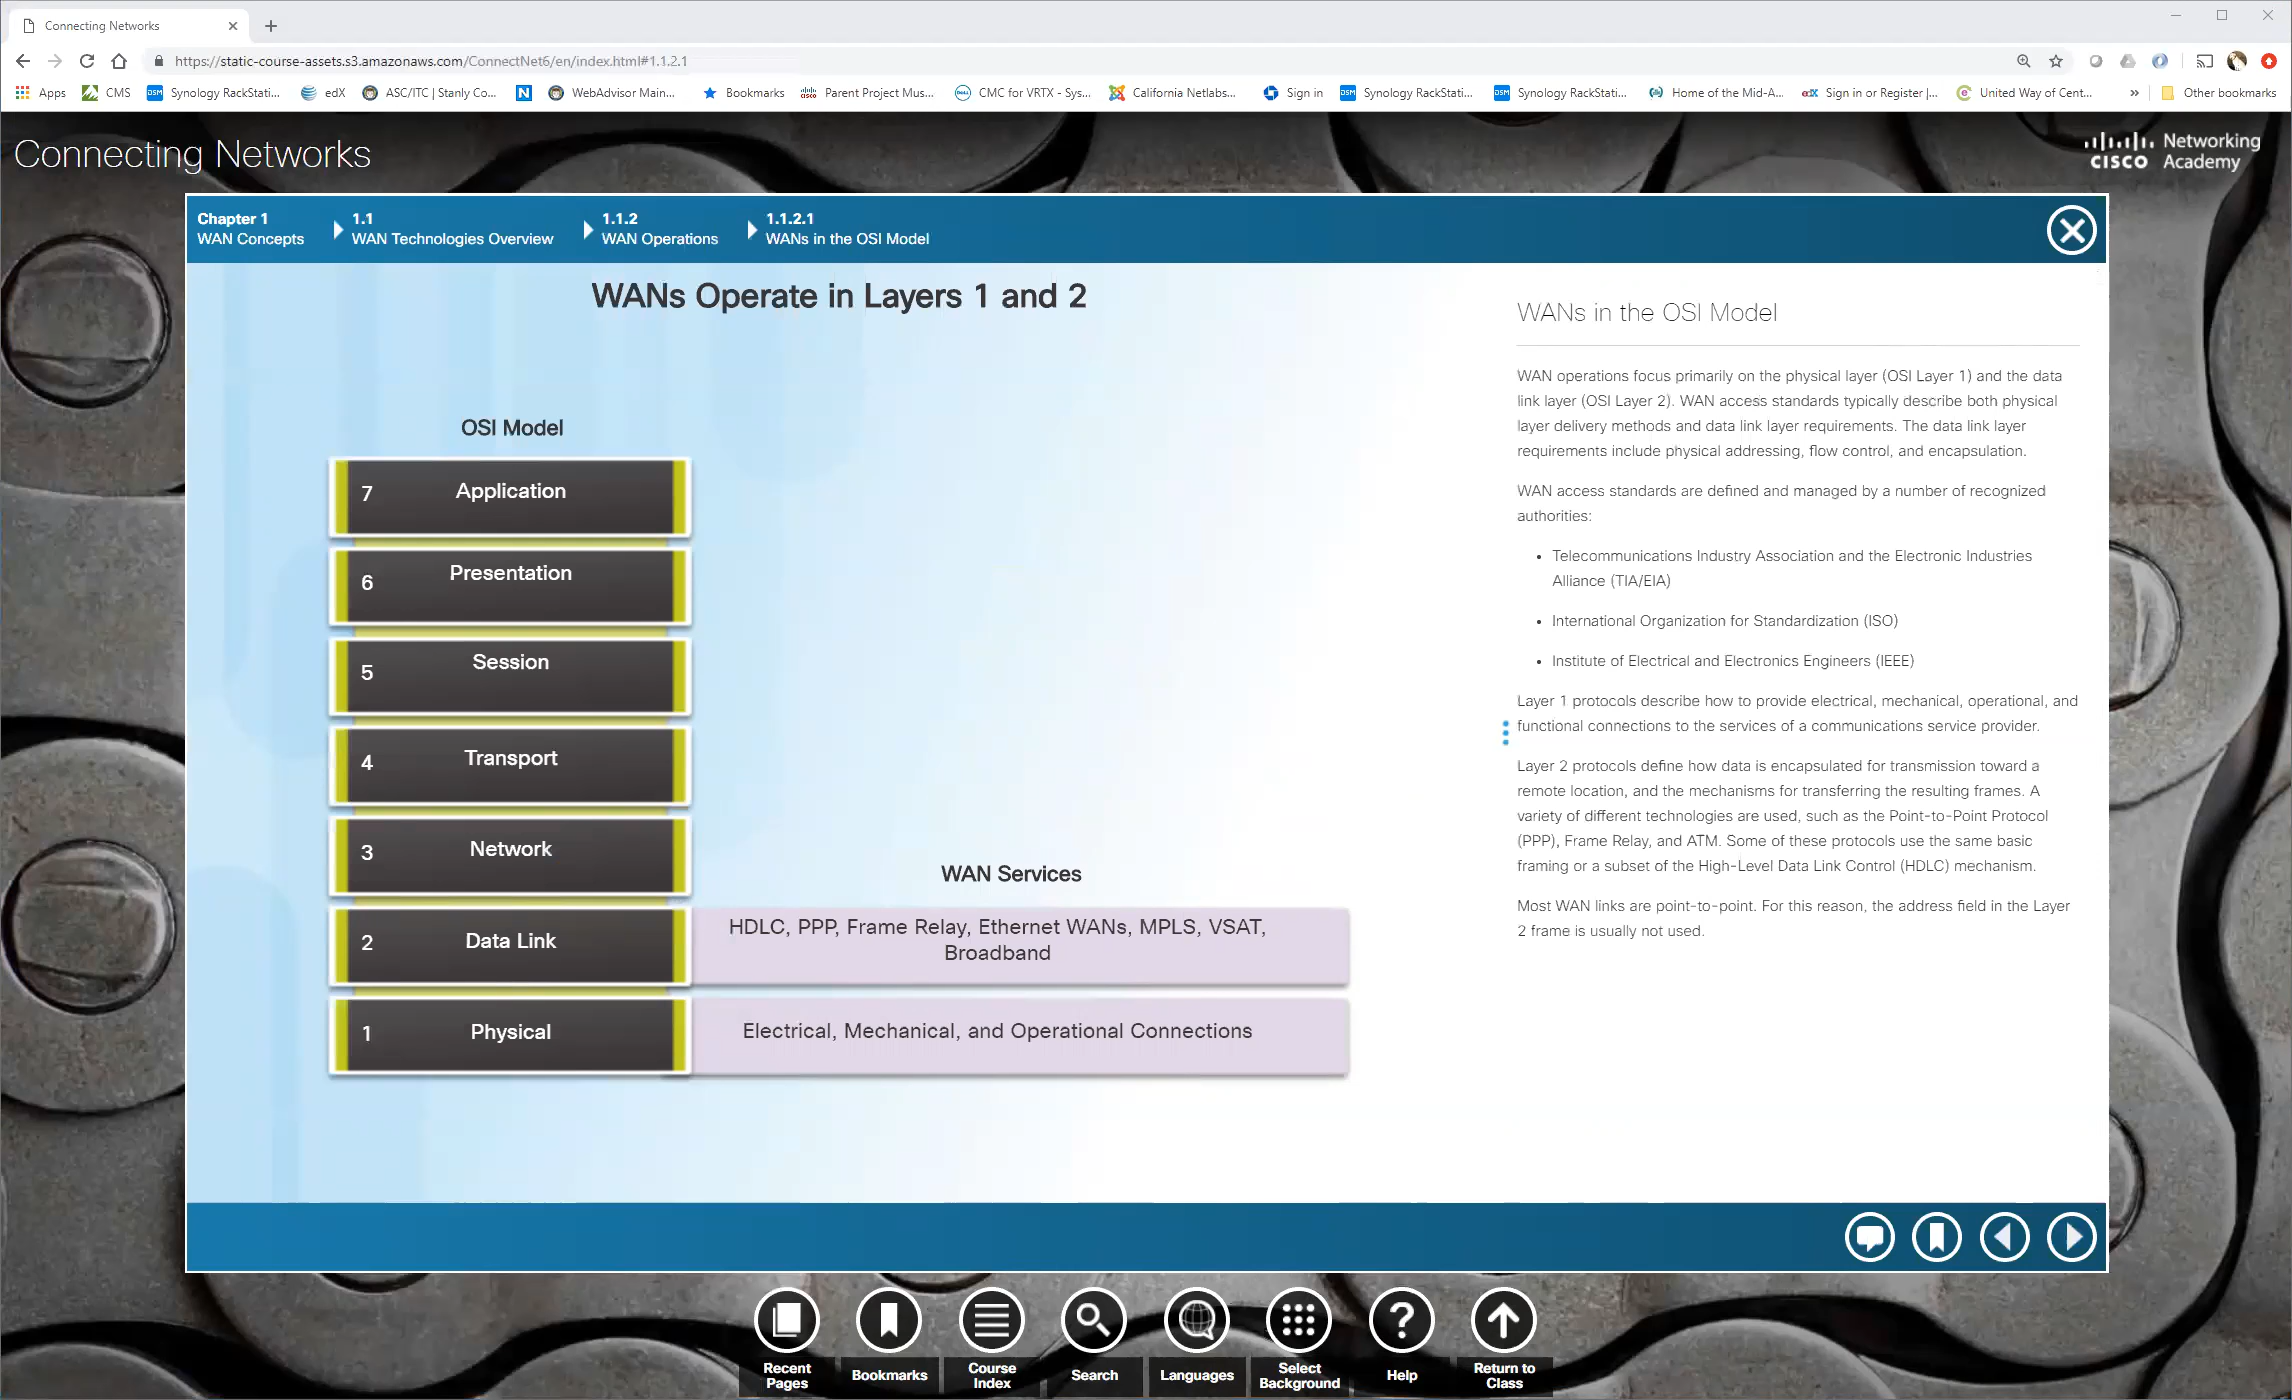 Connecting Networks
https://static-course-assets.s3.amazonaws.com/ConnectNet6/en/index.html#1.1.2.1
Apps
CMS
DSM
Synology RackStati...
edX
ASC/ITC | Stanly Co...
N
WebAdvisor Main...
Bookmarks
Parent Project Mus...
CMC for VRTX - Sys...
California Netlabs...
Sign in
DSM
Synology RackStati...
DSM
Synology RackStati...
Home of the Mid-A...
edX
Sign in or Register |...
United Way of Cent...
»
Other bookmarks
Connecting Networks
CISCO
Networking
Academy
Chapter 1
WAN Concepts
1.1
WAN Technologies Overview
1.1.2
WAN Operations
1.1.2.1
WANs in the OSI Model
WANs Operate in Layers 1 and 2
OSI Model
7 Application
6 Presentation
5 Session
4 Transport
3 Network
WAN Services
2 Data Link
HDLC, PPP, Frame Relay, Ethernet WANs, MPLS, VSAT,
Broadband
1 Physical
Electrical, Mechanical, and Operational Connections
WANs in the OSI Model
WAN operations focus primarily on the physical layer (OSI Layer 1) and the data
link layer (OSI Layer 2). WAN access standards typically describe both physical
layer delivery methods and data link layer requirements. The data link layer
requirements include physical addressing, flow control, and encapsulation.
WAN access standards are defined and managed by a number of recognized
authorities:
• Telecommunications Industry Association and the Electronic Industries
Alliance (TIA/EIA)
• International Organization for Standardization (ISO)
• Institute of Electrical and Electronics Engineers (IEEE)
Layer 1 protocols describe how to provide electrical, mechanical, operational, and
functional connections to the services of a communications service provider.
Layer 2 protocols define how data is encapsulated for transmission toward a
remote location, and the mechanisms for transferring the resulting frames. A
variety of different technologies are used, such as the Point-to-Point Protocol
(PPP), Frame Relay, and ATM. Some of these protocols use the same basic
framing or a subset of the High-Level Data Link Control (HDLC) mechanism.
Most WAN links are point-to-point. For this reason, the address field in the Layer
2 frame is usually not used.
Recent
Pages
Bookmarks
Course
Index
Search
Languages
Select
Background
Help
Return to
Class